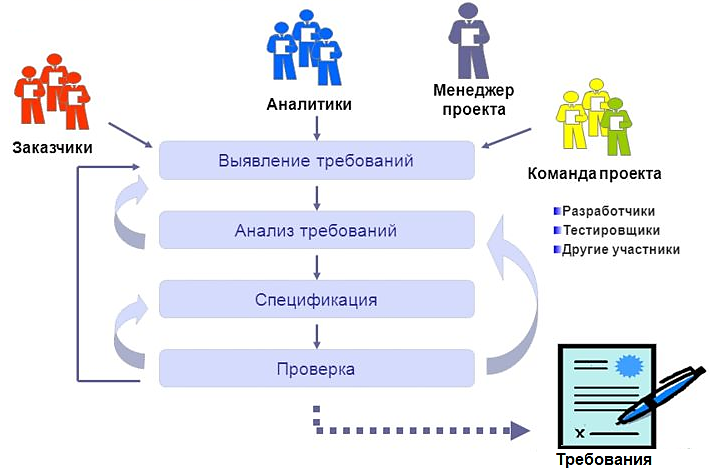 Аналитики
Менеджер
проекта
Заказчики
Команда проекта
Разработчики
Тестировщики
Другие участники
Выявление требований
Анализ требований
Спецификация
Проверка
x
Требования